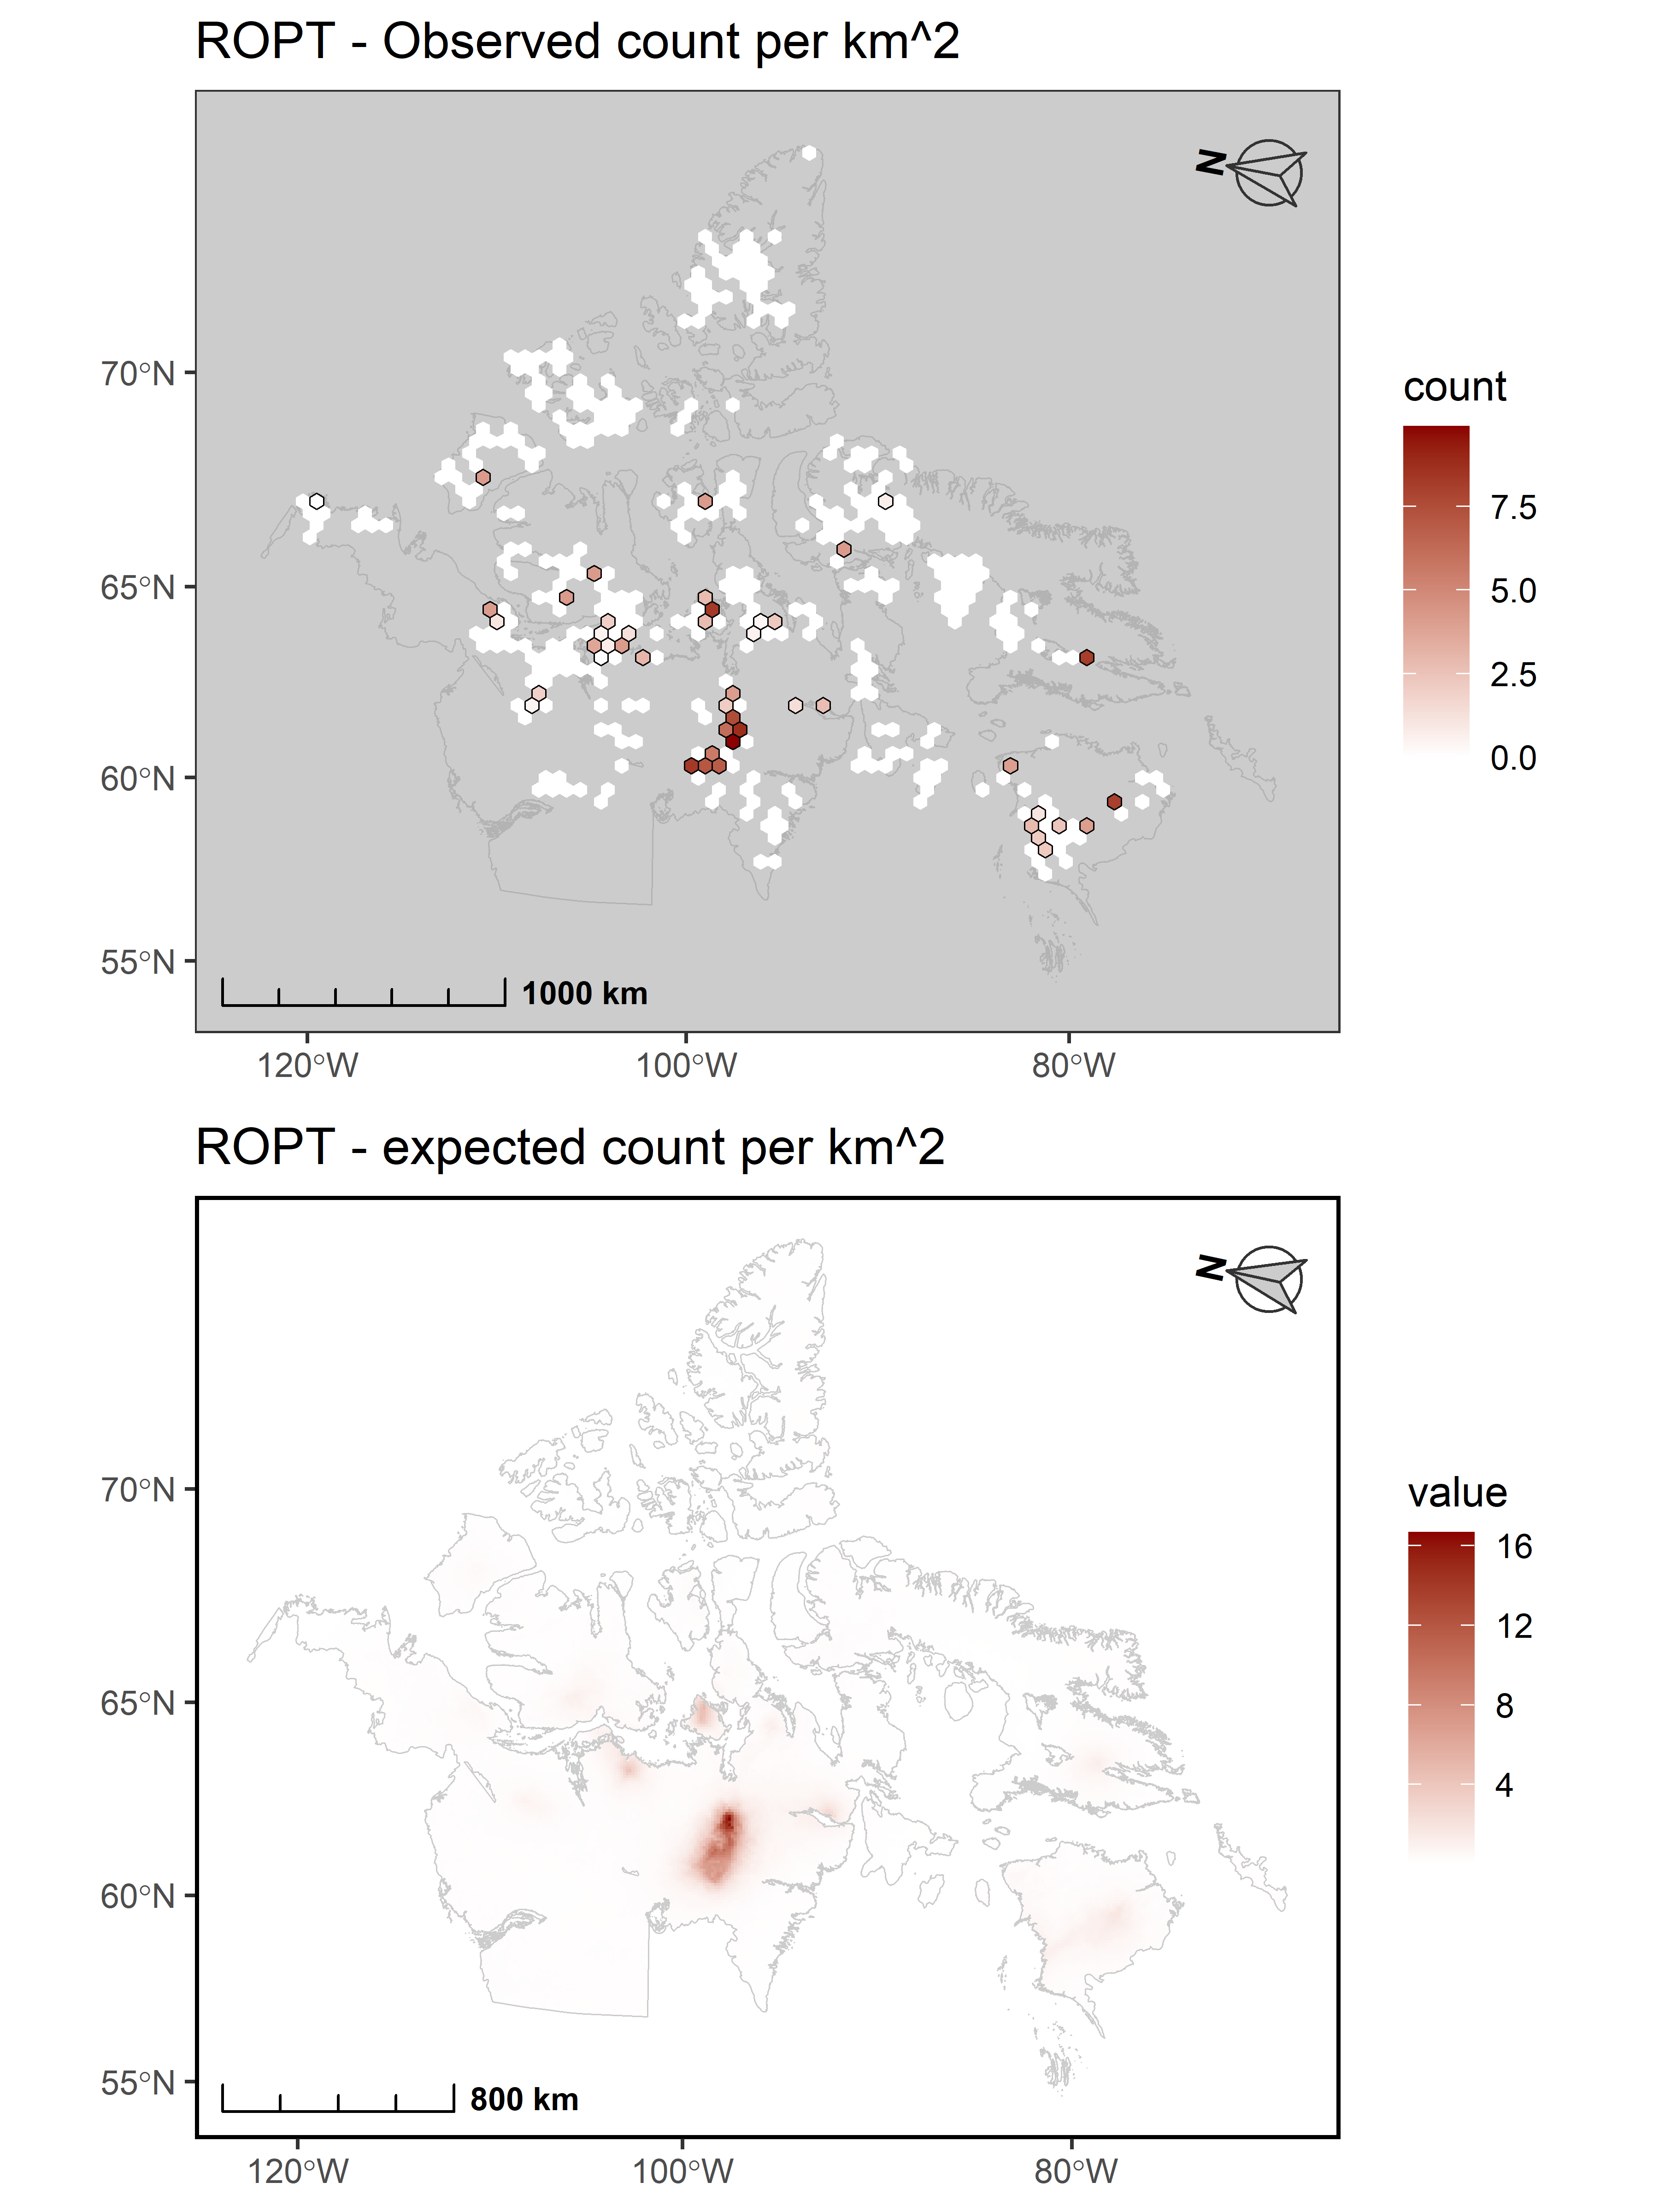 ROPT - Observed count per km^2
N
70°N
65°N
60°N
55°N
1000 km
120°W
100°W
80°W
count
7.5
5.0
2.5
0.0
ROPT - expected count per km^2
N
70°N
65°N
60°N
55°N
800 km
120°W
100°W
80°W
value
16
12
8
4